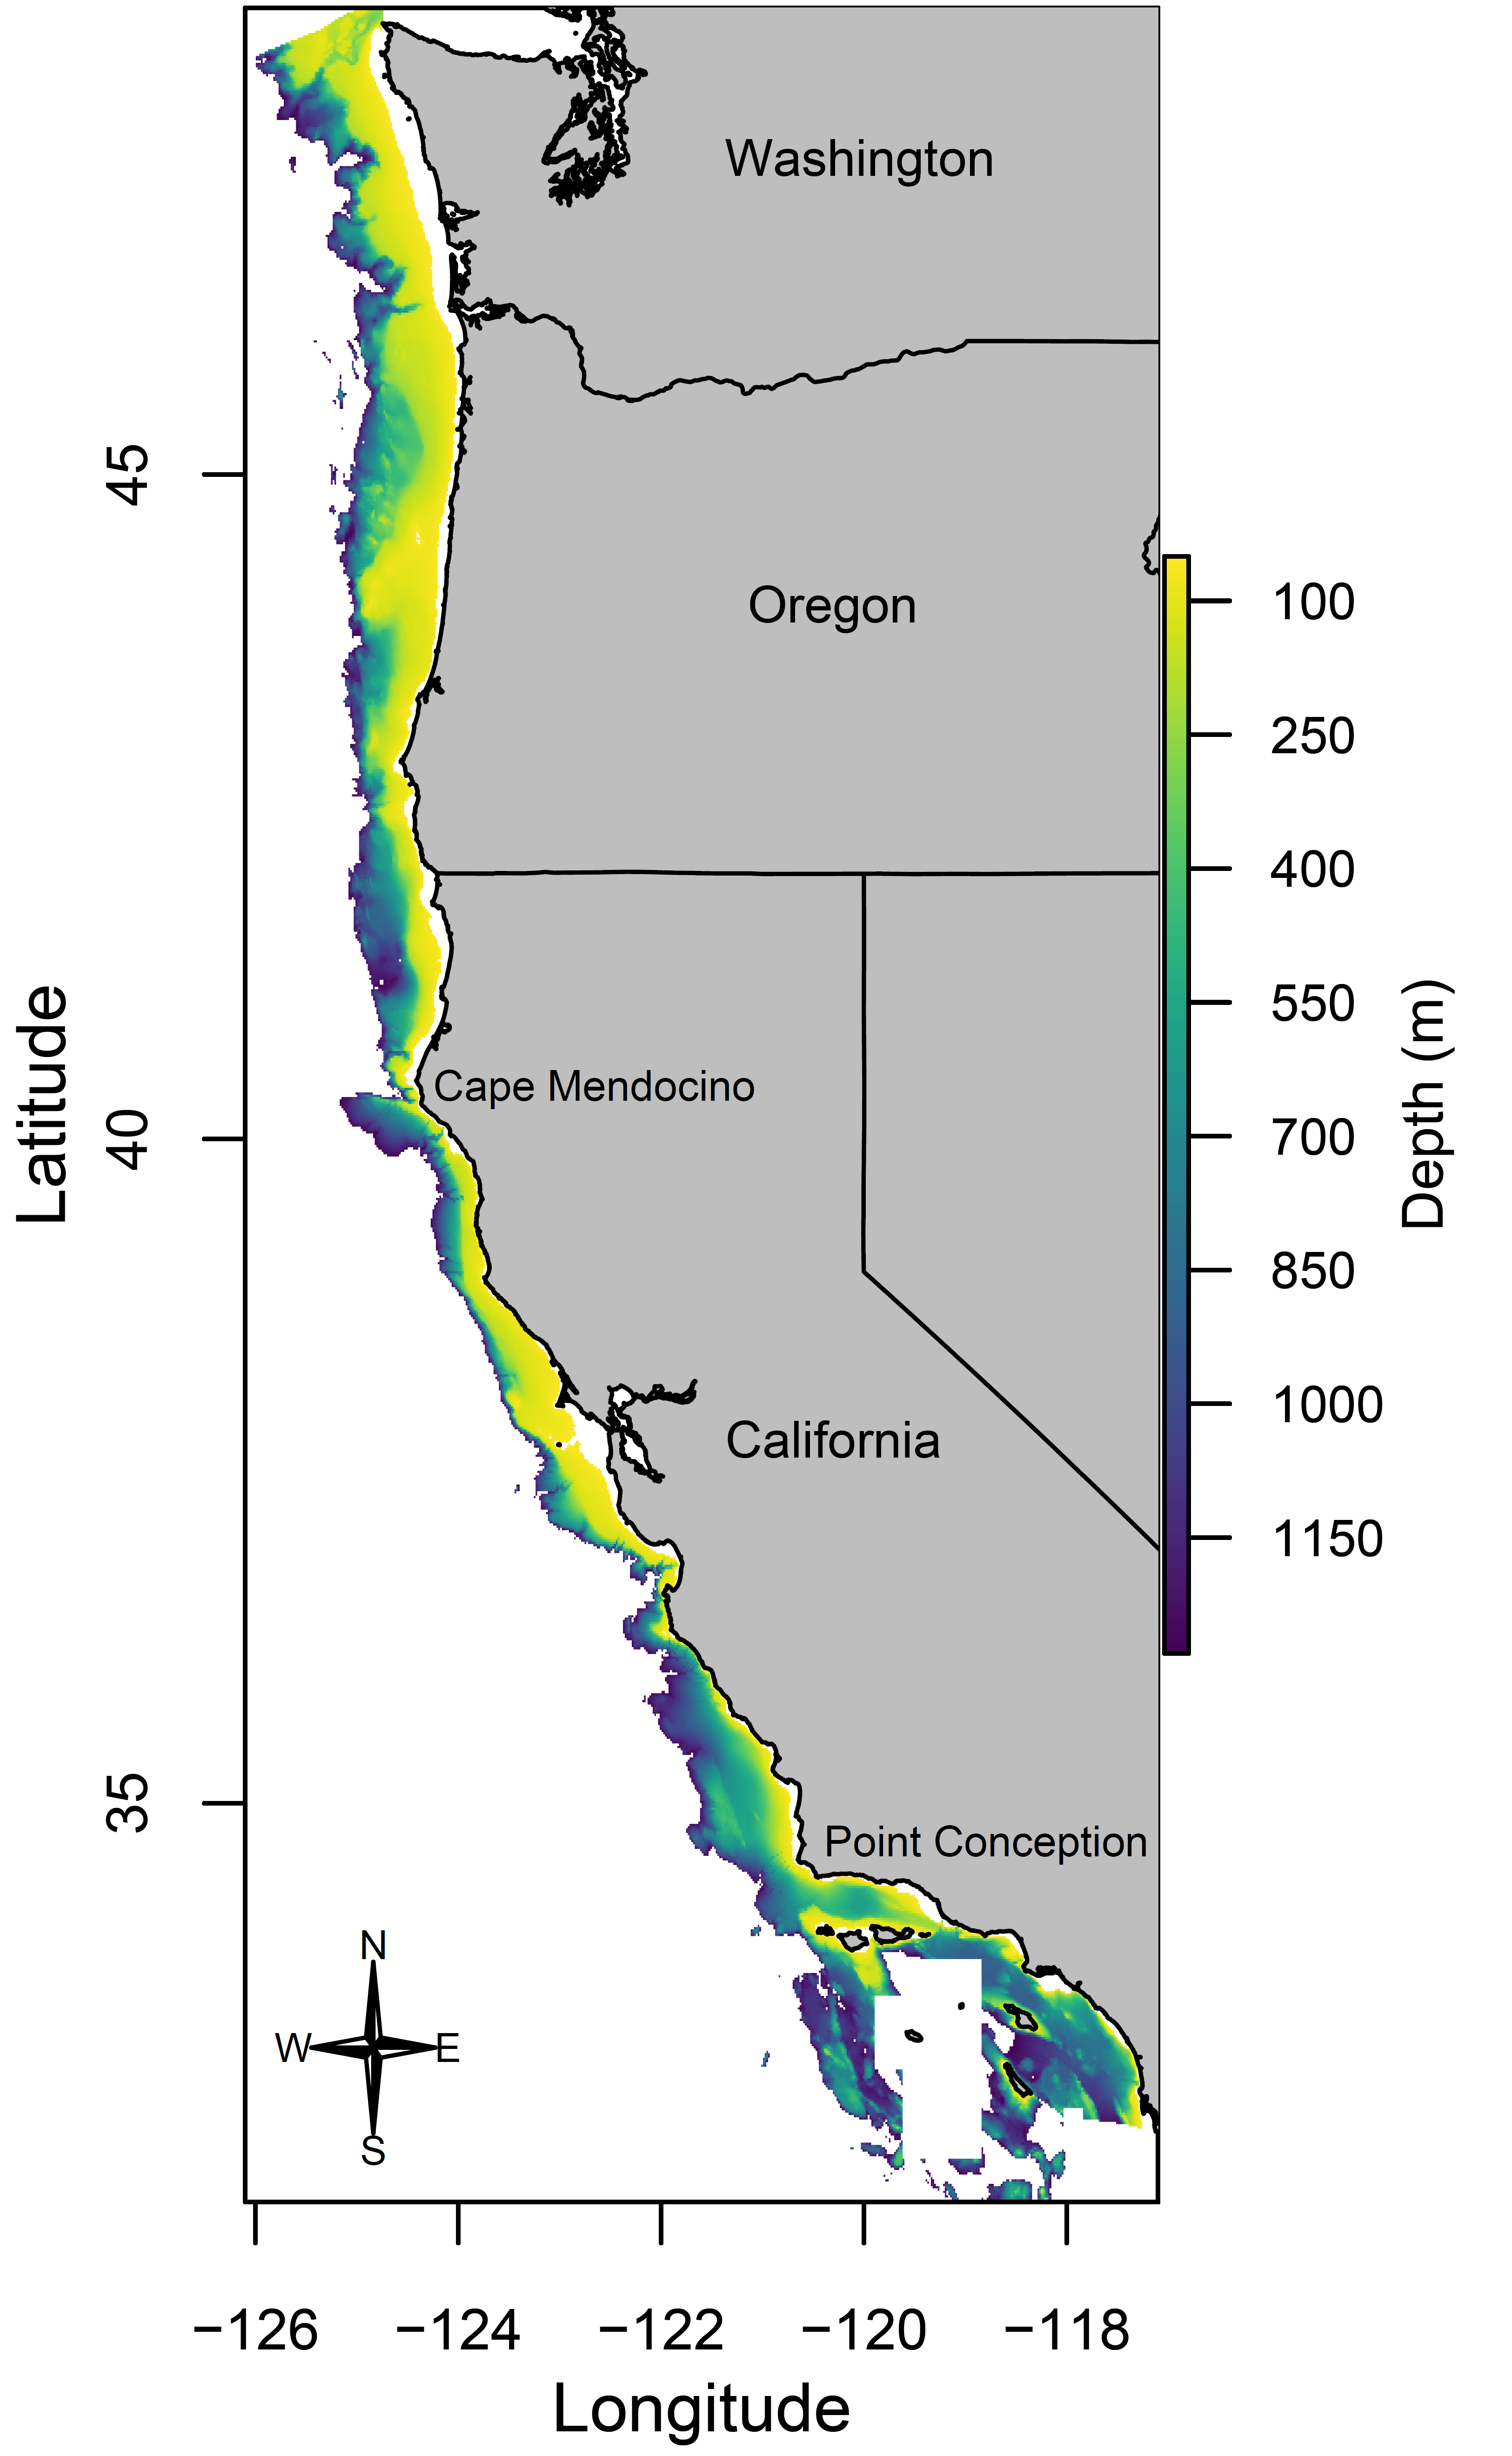 Washington
Oregon
Cape Mendocino
California
Point Conception
N
W
E
S
Latitude
45
40
35
−126
−124
−122
−120
−118
Longitude
100
250
400
550
700
850
1000
1150
Depth (m)